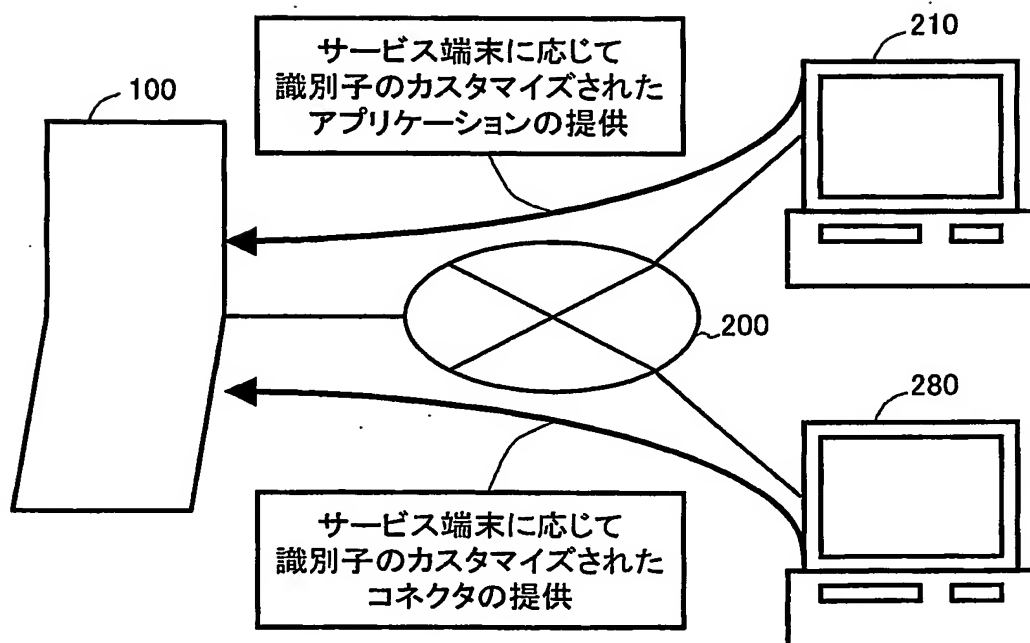 サービス端末に応じて
識別子のカスタマイズされた
アプリケーションの提供
210
100
200
280
サービス端末に応じて
識別子のカスタマイズされた
コネクタの提供